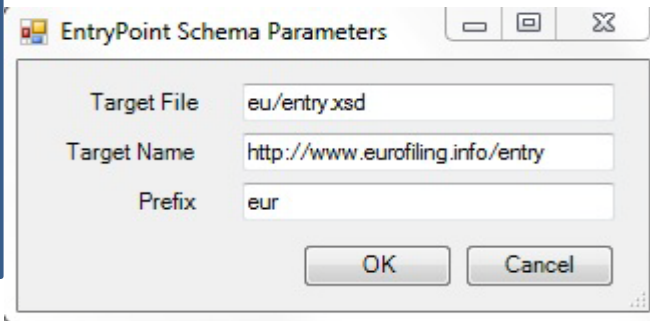 EntryPoint Schema Parameters
Target File eu/entry.xsd
Target Name http://www.eurofiling.info/entry
Prefix eur
OK Cancel